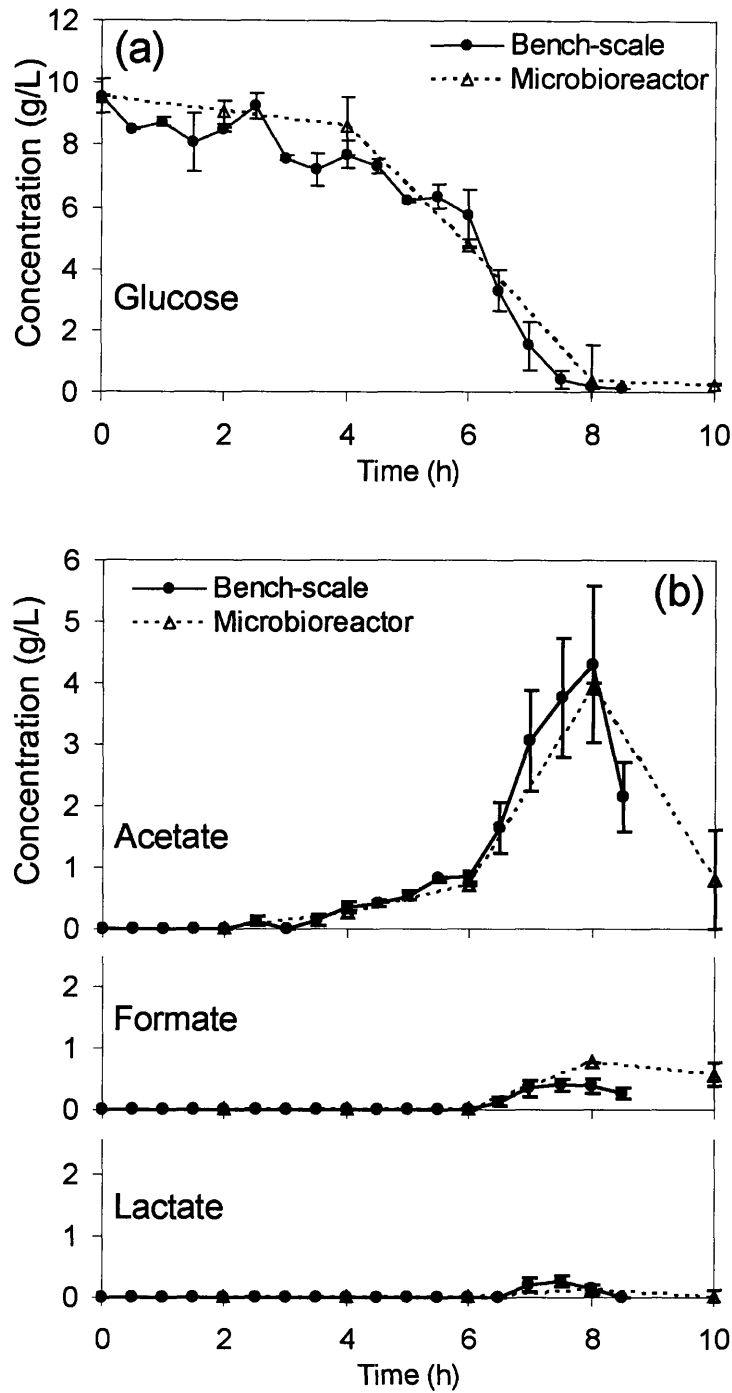 (a)
Bench-scale
Microbioreactor
Concentration (g/L)
12
10
8
6
4
2
0
Glucose
0 2 4 6 8 10
Time (h)
(b)
Bench-scale
Microbioreactor
Concentration (g/L)
6
5
4
3
2
1
0
Acetate
2
1
0
Formate
2
1
0
Lactate
0 2 4 6 8 10
Time (h)